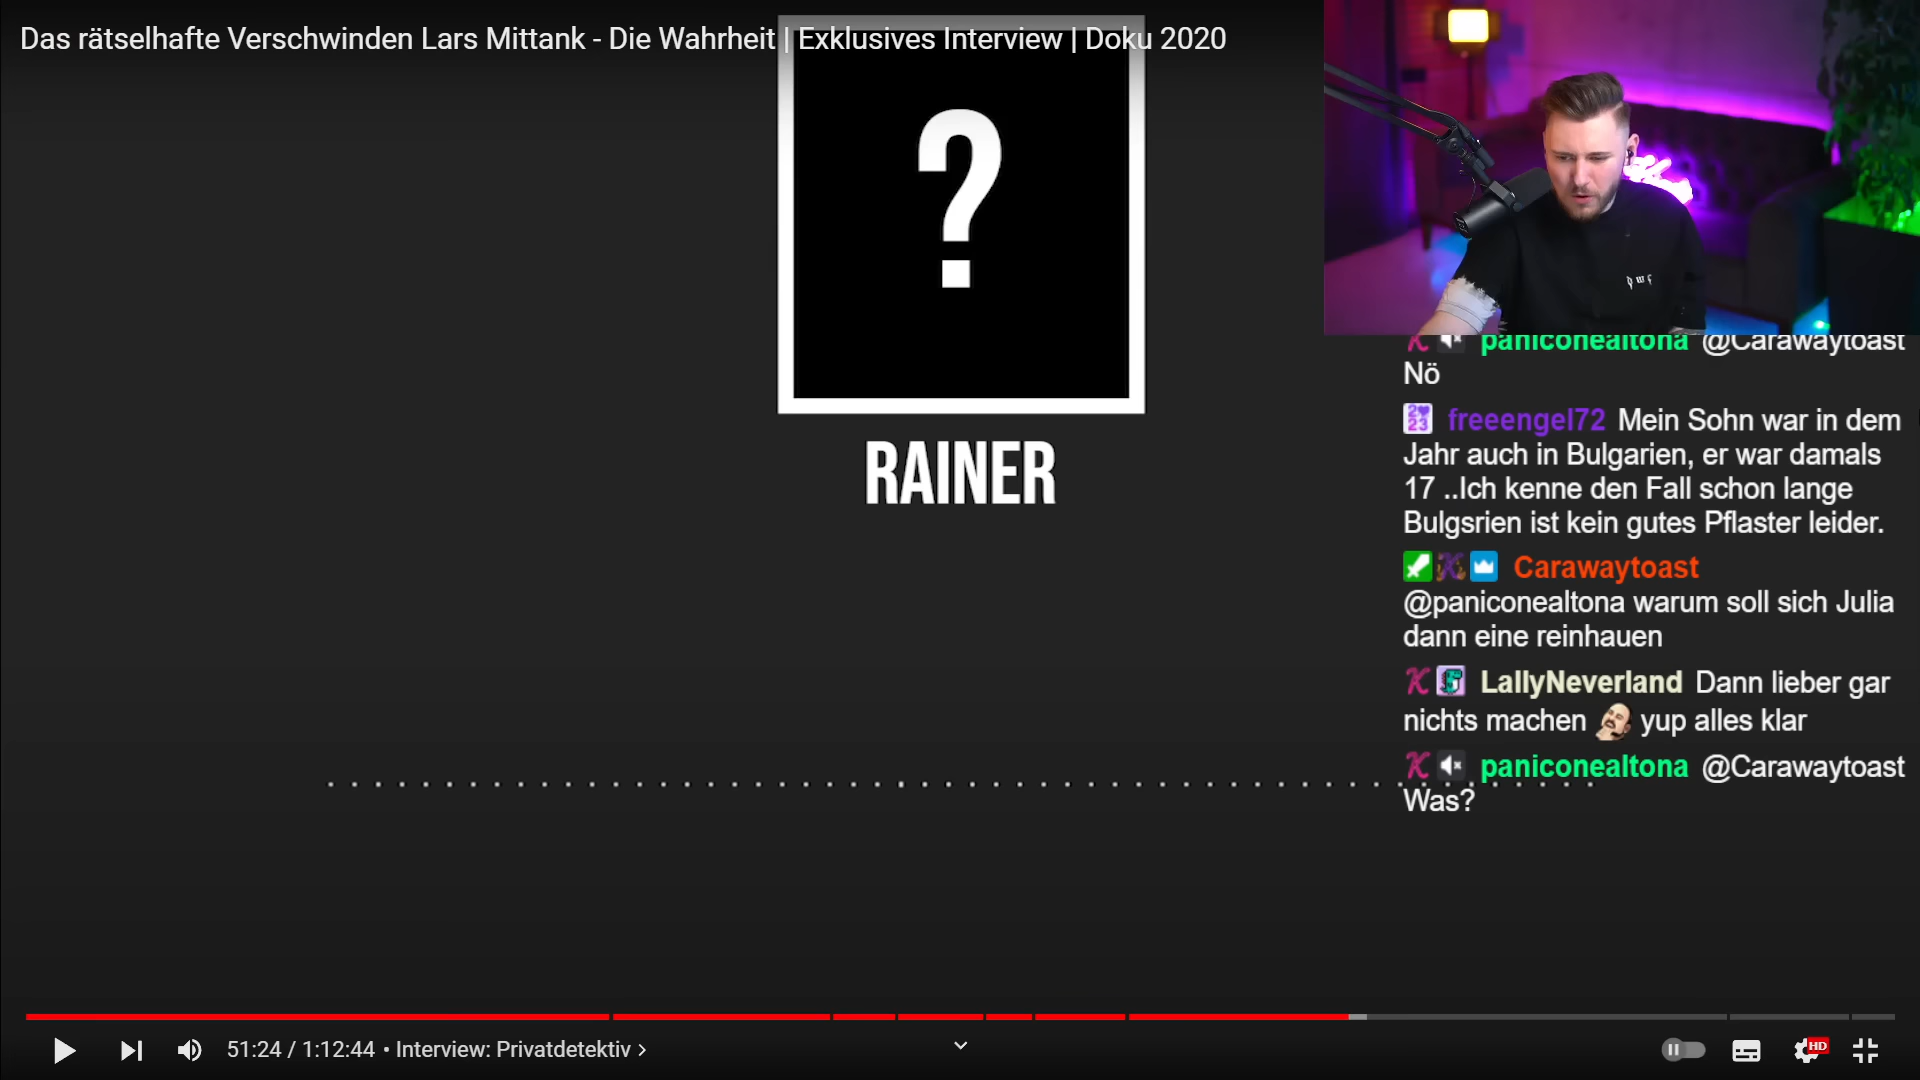 Das rätselhafte Verschwinden Lars Mittank - Die Wahrheit | Exklusives Interview | Doku 2020
?
RAINER
paniconealtona @Carawaytoast
Nö
freeengel72 Mein Sohn war in dem
Jahr auch in Bulgarien, er war damals
17 ..Ich kenne den Fall schon lange
Bulgsrien ist kein gutes Pflaster leider.
Carawaytoast
@paniconealtona warum soll sich Julia
dann eine reinhauen
LallyNeverland Dann lieber gar
nichts machen yup alles klar
paniconealtona @Carawaytoast
Was?
51:24 / 1:12:44 • Interview: Privatdetektiv
HD